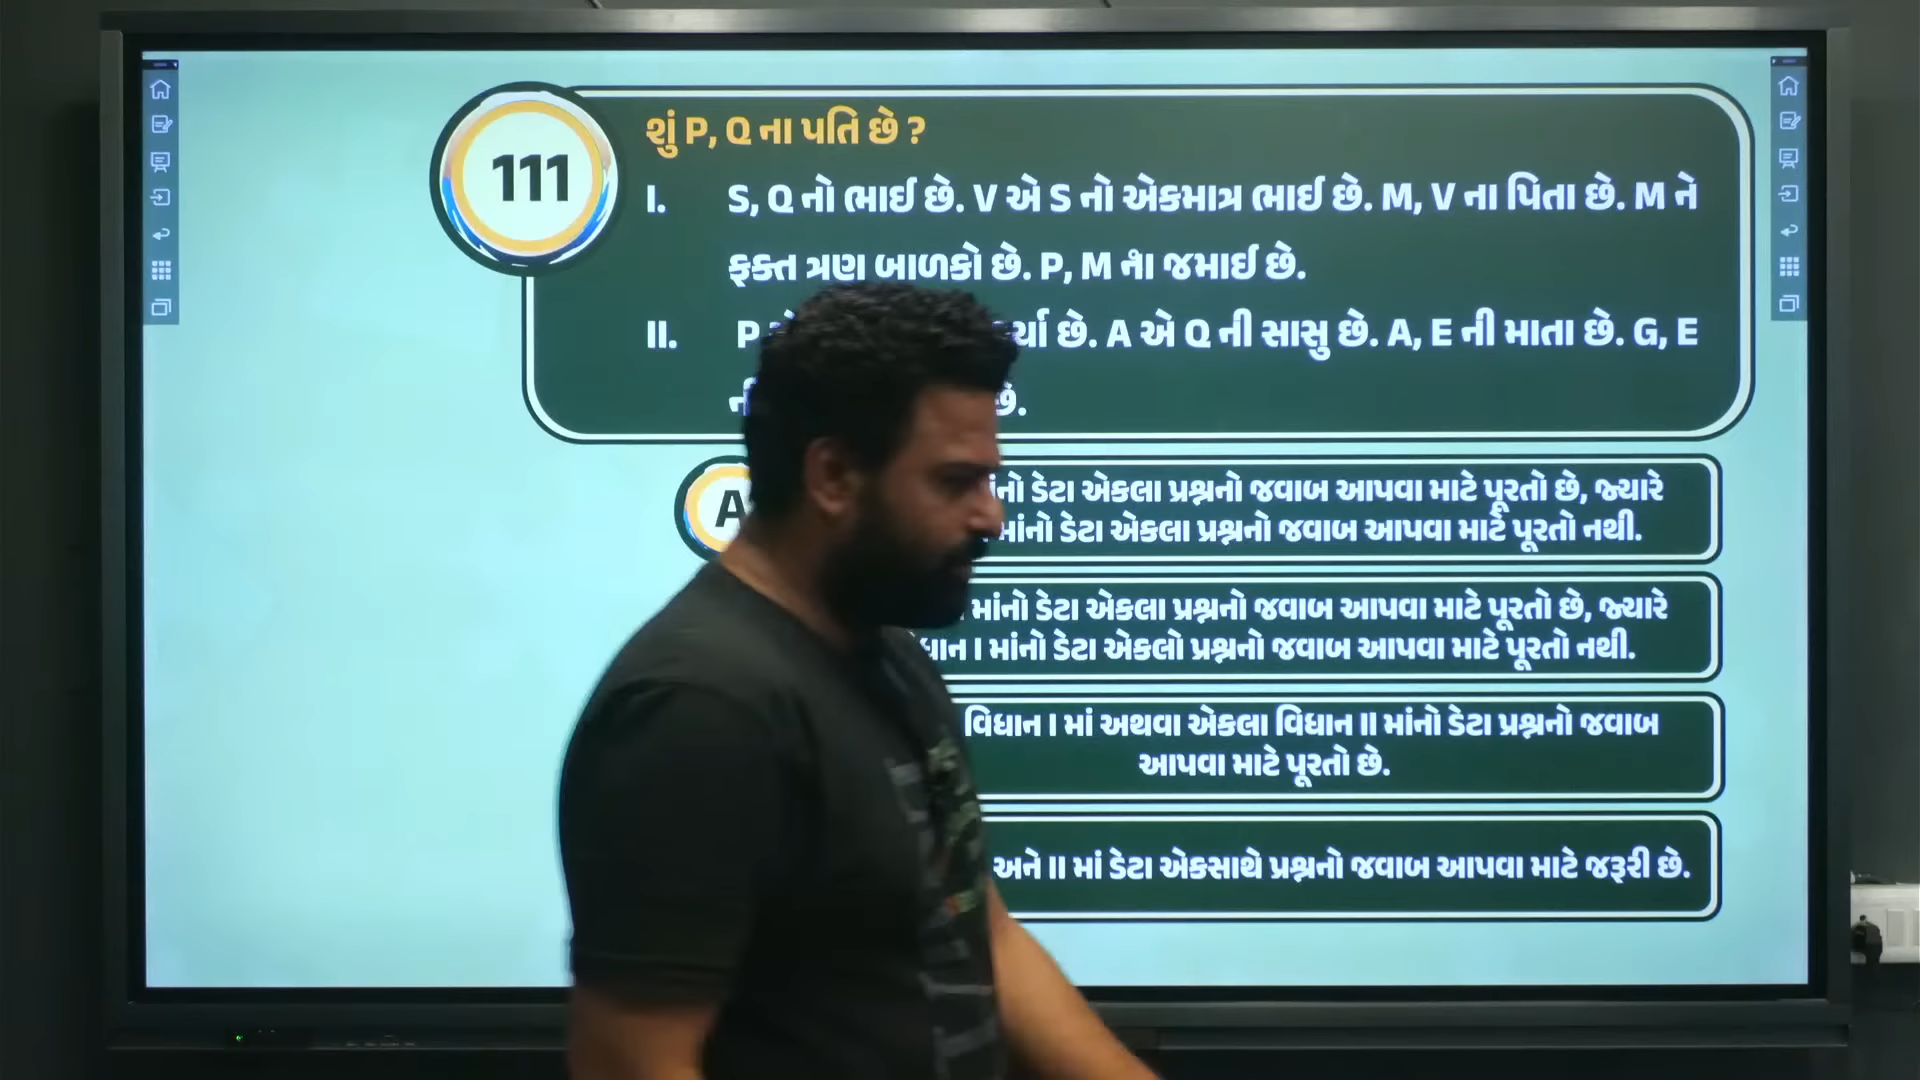 111
શું P, Q ના પતિ છે ?
I. S, Q નો ભાઈ છે. V એ S નો એકમાત્ર ભાઈ છે. M, V ના પિતા છે. M ને
ફક્ત ત્રણ બાળકો છે. P, M ના જમાઈ છે.
II. P છે. A એ Q ની સાસુ છે. A, E ની માતા છે. G, E
છે.
A
ડેટા એકલા પ્રશ્નનો જવાબ આપવા માટે પૂરતો છે, જ્યારે
માંનો ડેટા એકલા પ્રશ્નનો જવાબ આપવા માટે પૂરતો નથી.
માંનો ડેટા એકલા પ્રશ્નનો જવાબ આપવા માટે પૂરતો છે, જ્યારે
I માંનો ડેટા એકલો પ્રશ્નનો જવાબ આપવા માટે પૂરતો નથી.
વિધાન I માં અથવા એકલા વિધાન II માંનો ડેટા પ્રશ્નનો જવાબ
આપવા માટે પૂરતો છે.
અને II માં ડેટા એકસાથે પ્રશ્નનો જવાબ આપવા માટે જરૂરી છે.